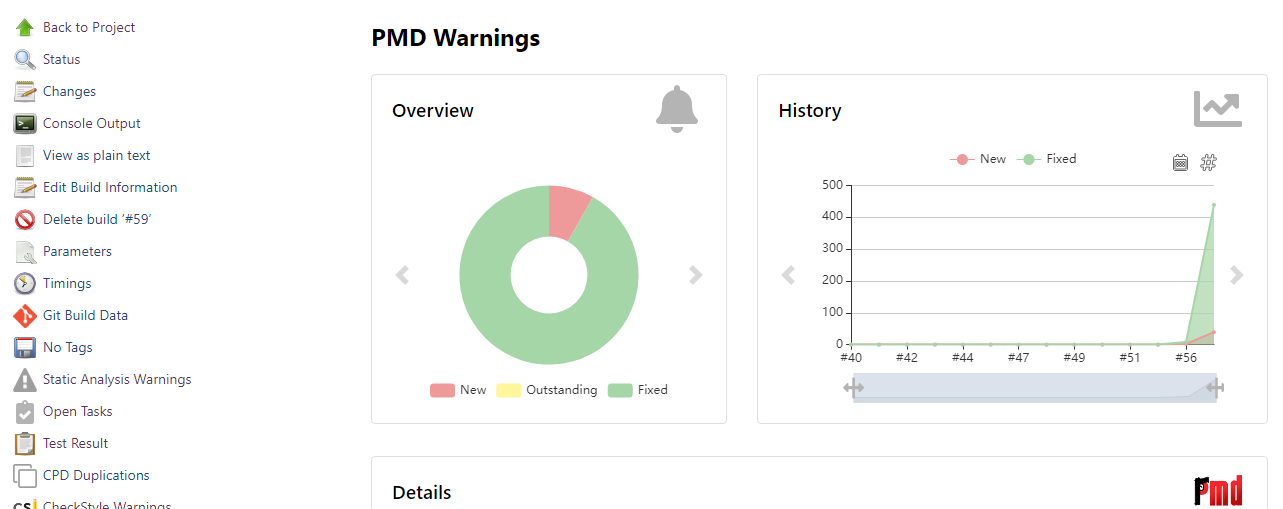 Back to Project
Status
Changes
Console Output
View as plain text
Edit Build Information
Delete build ‘#59’
Parameters
Timings
Git Build Data
No Tags
Static Analysis Warnings
Open Tasks
Test Result
CPD Duplications
CheckStyle Warnings
PMD Warnings
Overview
New Outstanding Fixed
History
New Fixed
500
400
300
200
100
0
#40 #42 #44 #47 #49 #51 #56
Details
Pmd